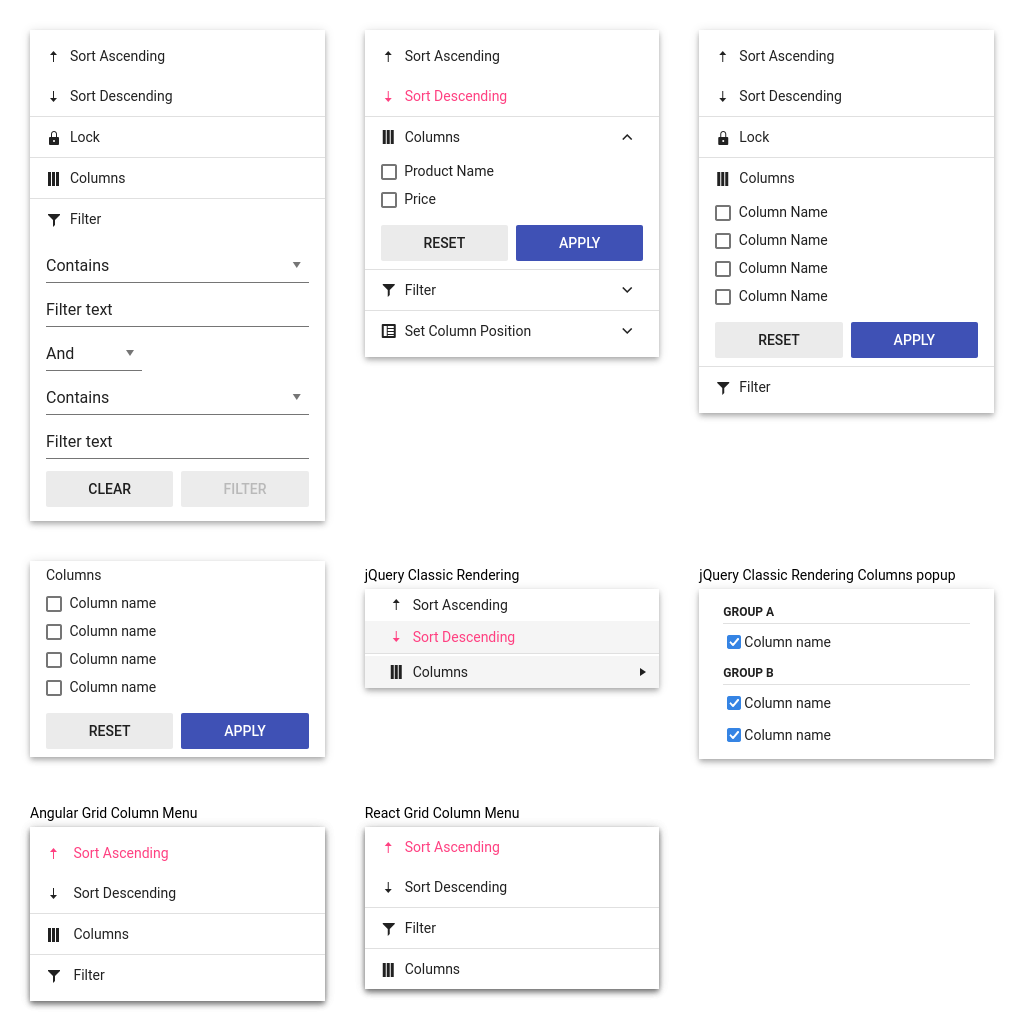 Sort Ascending
Sort Descending
Lock
Columns
Filter
Contains
Filter text
And
Contains
Filter text
CLEAR FILTER
Sort Ascending
Sort Descending
Columns
Product Name
Price
RESET APPLY
Filter
Set Column Position
Sort Ascending
Sort Descending
Lock
Columns
Column Name
Column Name
Column Name
Column Name
RESET APPLY
Filter
Columns
Column name
Column name
Column name
Column name
RESET APPLY
jQuery Classic Rendering
Sort Ascending
Sort Descending
Columns
jQuery Classic Rendering Columns popup
GROUP A
Column name
GROUP B
Column name
Column name
Angular Grid Column Menu
Sort Ascending
Sort Descending
Columns
Filter
React Grid Column Menu
Sort Ascending
Sort Descending
Filter
Columns